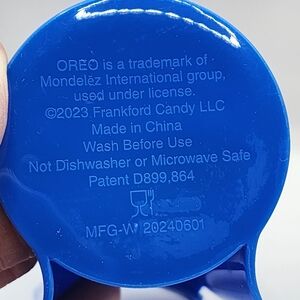 OREO is a trademark of
Mondelēz International group,
used under license.
©2023 Frankford Candy LLC
Made in China
Wash Before Use
Not Dishwasher or Microwave Safe
Patent D899,864
MFG-W 20240601